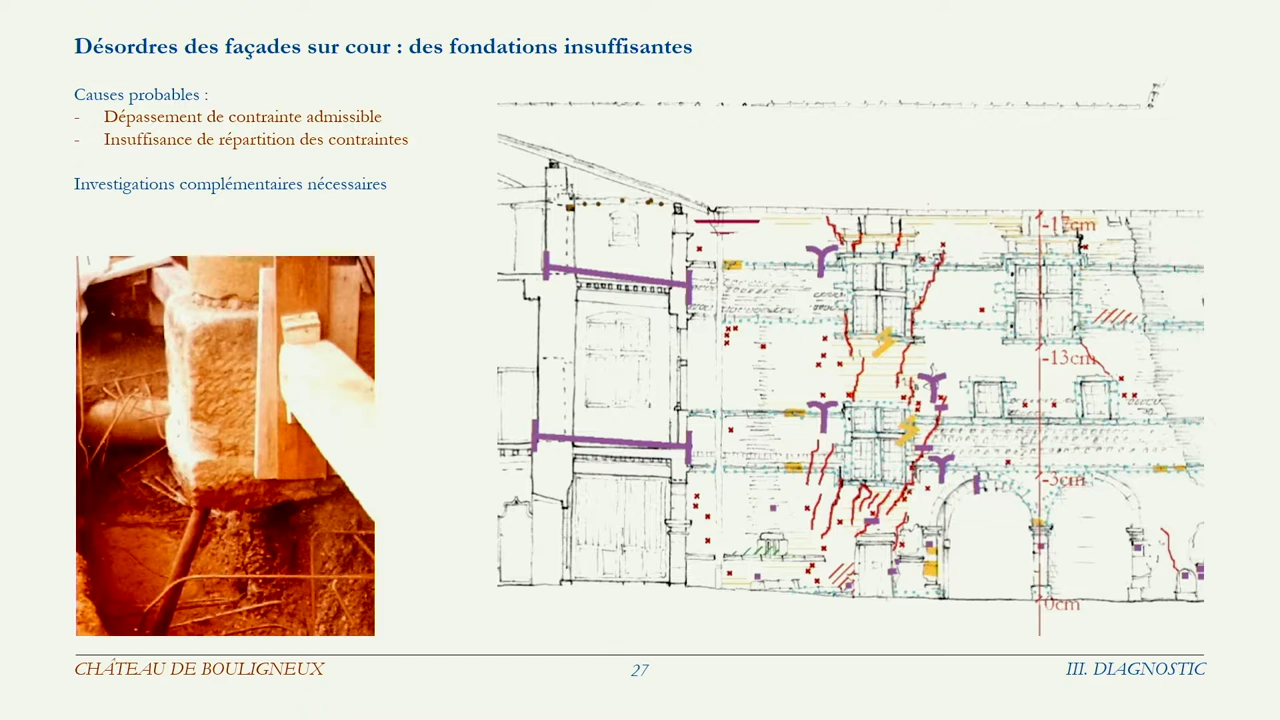 Désordres des façades sur cour : des fondations insuffisantes
Causes probables :
- Dépassement de contrainte admissible
- Insuffisance de répartition des contraintes
Investigations complémentaires nécessaires
-13cm
0cm
CHÂTEAU DE BOULIGNEUX
27
III. DIAGNOSTIC